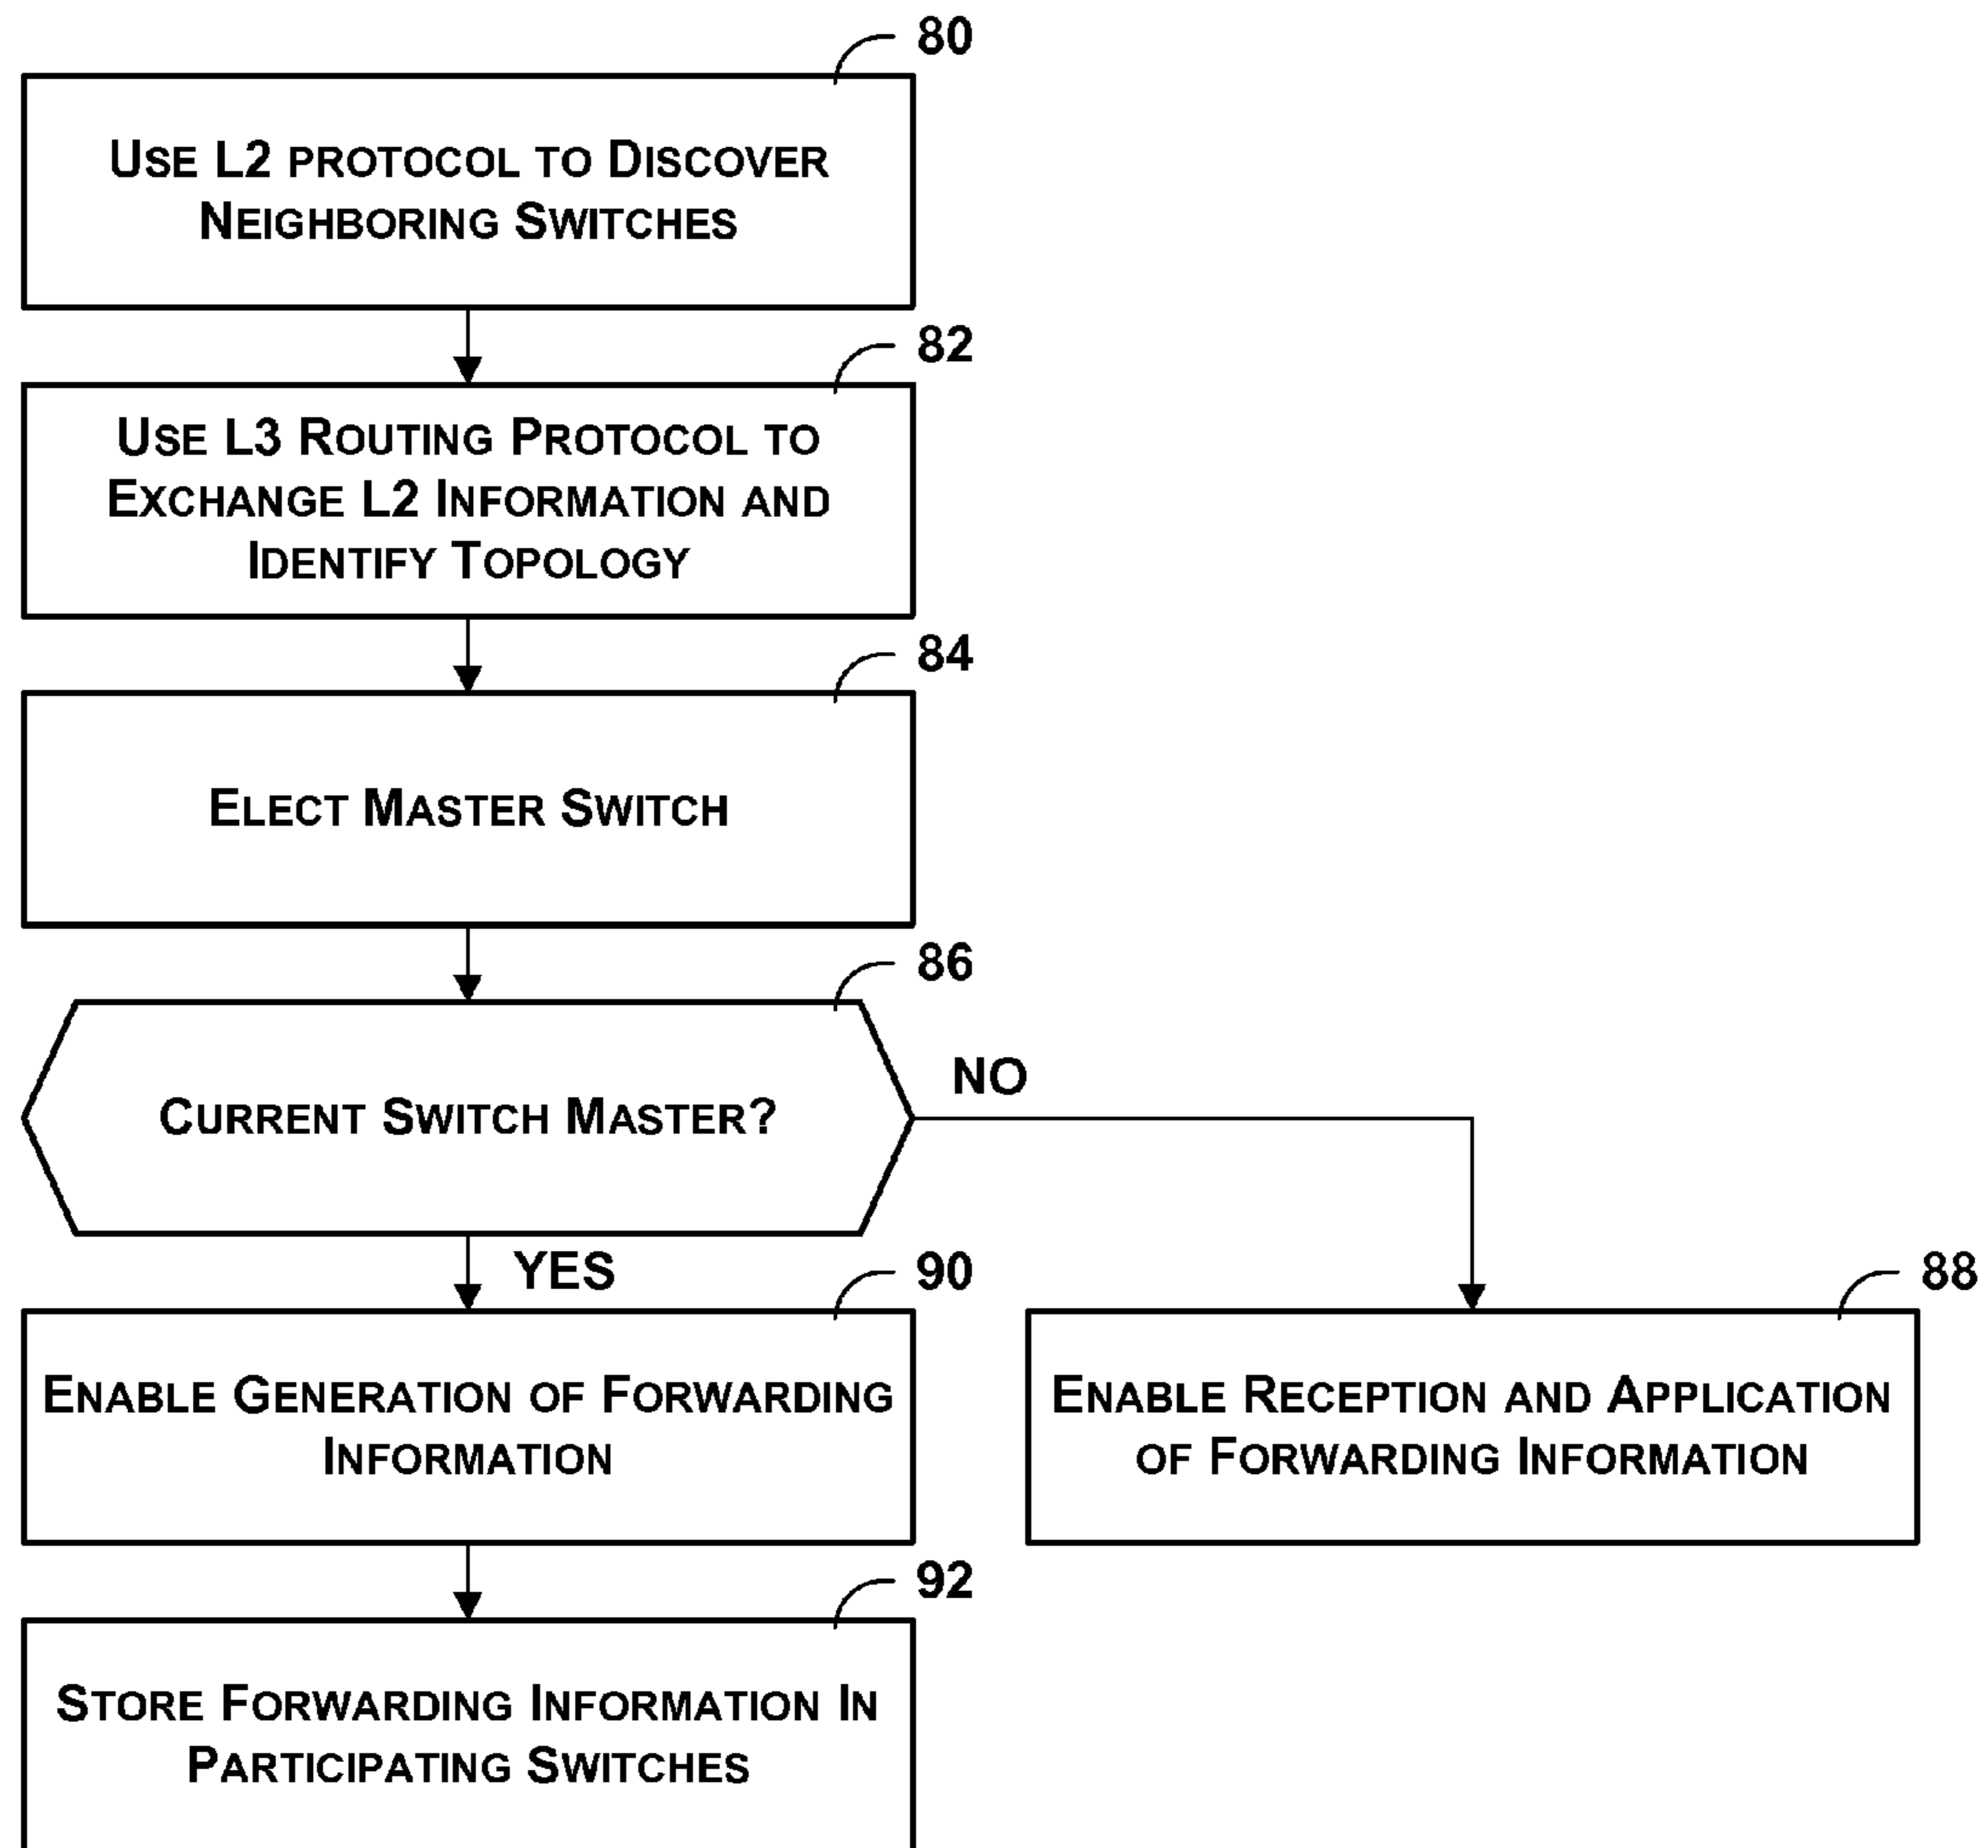 80
USE L2 PROTOCOL TO DISCOVER
NEIGHBORING SWITCHES
82
USE L3 ROUTING PROTOCOL TO
EXCHANGE L2 INFORMATION AND
IDENTIFY TOPOLOGY
84
ELECT MASTER SWITCH
86
CURRENT SWITCH MASTER?
NO
YES
90
ENABLE GENERATION OF FORWARDING
INFORMATION
88
ENABLE RECEPTION AND APPLICATION
OF FORWARDING INFORMATION
92
STORE FORWARDING INFORMATION IN
PARTICIPATING SWITCHES